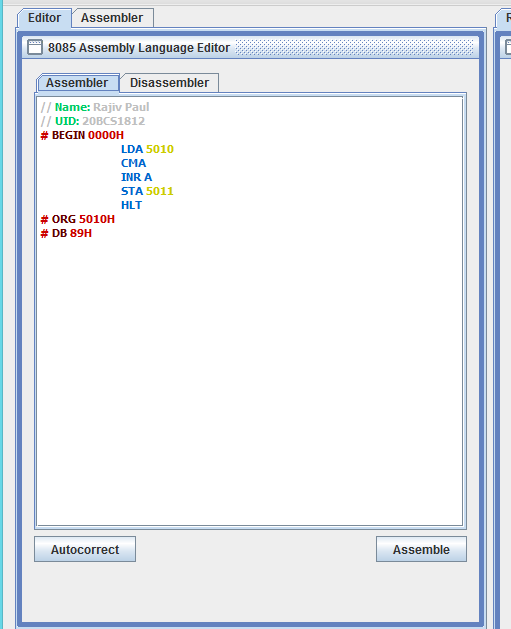 Editor Assembler
8085 Assembly Language Editor
Assembler Disassembler
// Name: Rajiv Paul
// UID: 20BCS1812
# BEGIN 0000H
LDA 5010
CMA
INR A
STA 5011
HLT
# ORG 5010H
# DB 89H
Autocorrect Assemble